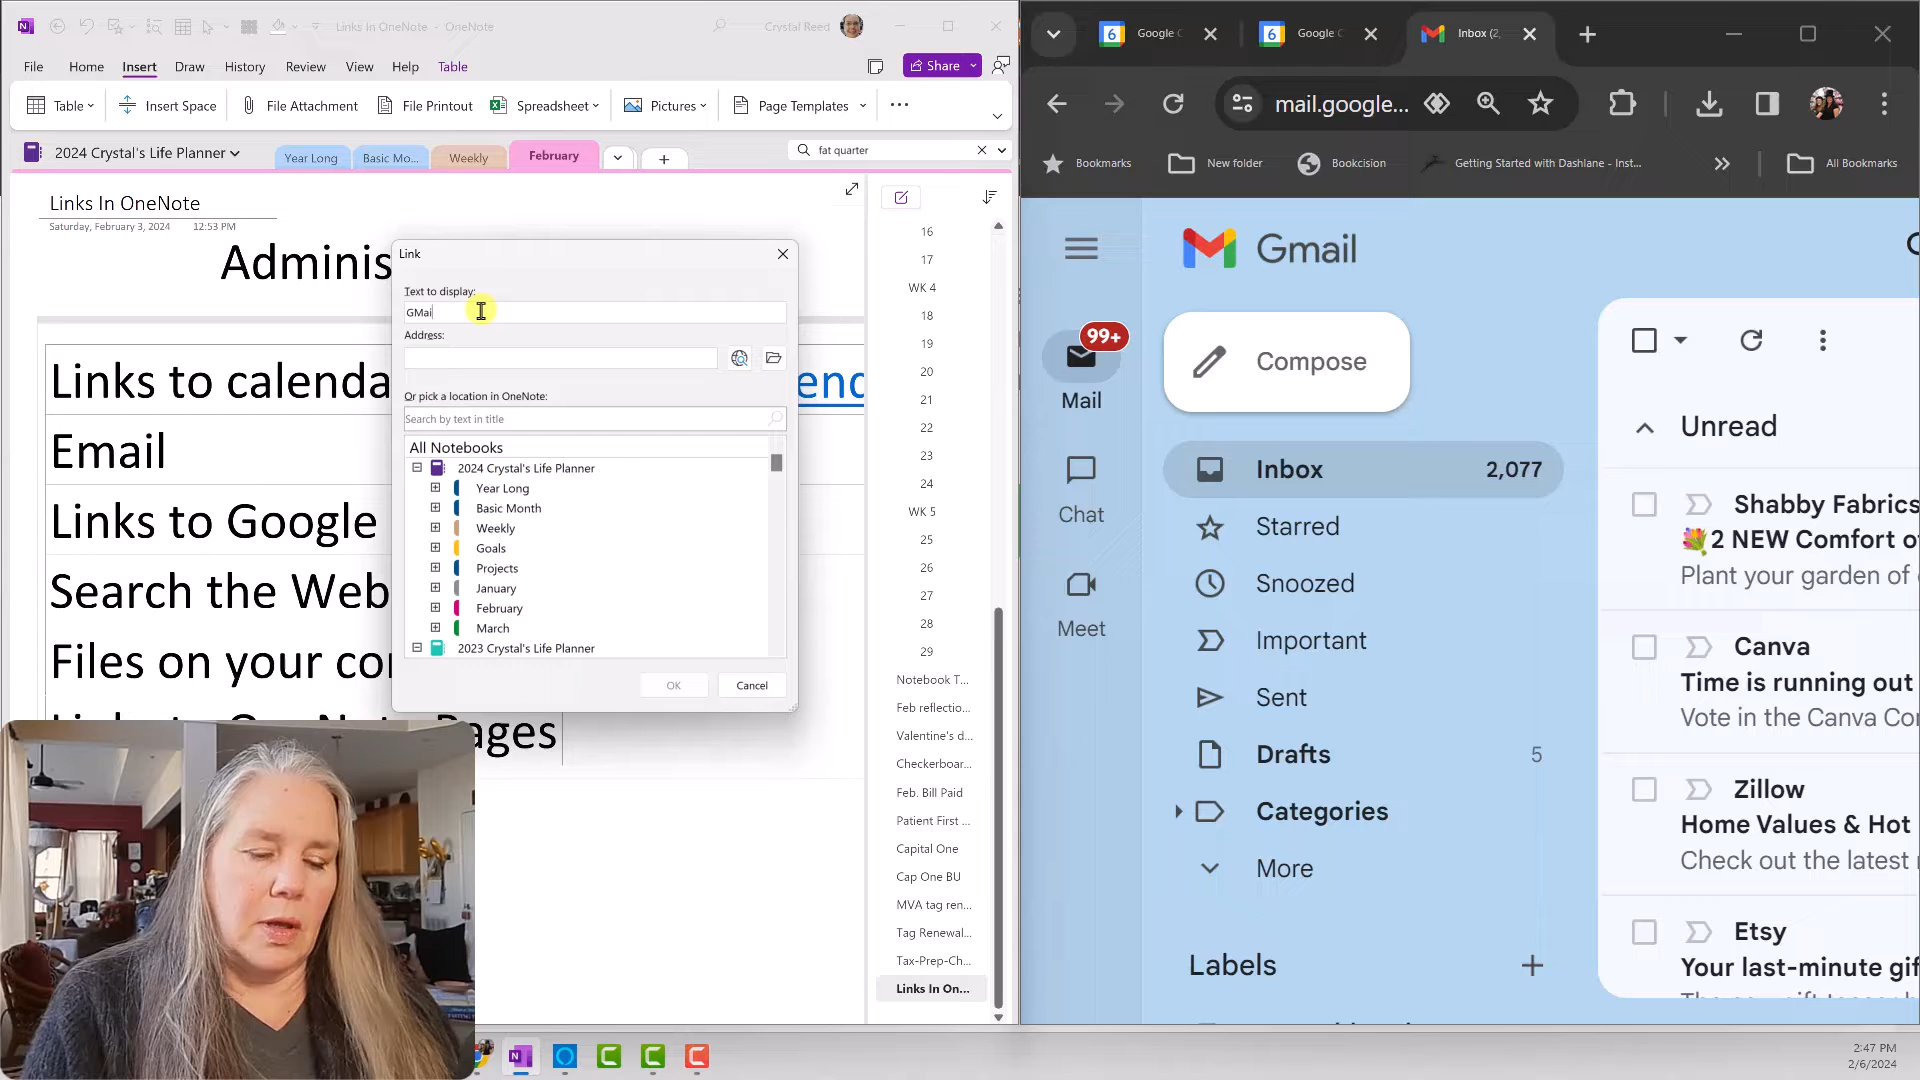 Links In OneNote - OneNote
Crystal Reed
File
Home
Insert
Draw
History
Review
View
Help
Table
Share
Table
Insert Space
File Attachment
File Printout
Spreadsheet
Pictures
Page Templates
2024 Crystal's Life Planner
Year Long
Basic Mo...
Weekly
February
fat quarter
Links In OneNote
Saturday, February 3, 2024
12:53 PM
Adminis
Links to calenda
end
Email
Links to Google
Search the Web
Files on your co
ages
Link
Text to display:
GMai
Address:
Or pick a location in OneNote:
Search by text in title
All Notebooks
2024 Crystal's Life Planner
Year Long
Basic Month
Weekly
Goals
Projects
January
February
March
2023 Crystal's Life Planner
OK
Cancel
16
17
WK 4
18
19
20
21
22
23
24
WK 5
25
26
27
28
29
Notebook T...
Feb reflectio...
Valentine's d...
Checkerboar...
Feb. Bill Paid
Patient First ...
Capital One
Cap One BU
MVA tag ren...
Tag Renewal...
Tax-Prep-Ch...
Links In On...
6
Google C
6
Google C
Inbox (2,
mail.google...
Bookmarks
New folder
Bookcision
Getting Started with Dashlane - Inst...
All Bookmarks
Gmail
Compose
99+
Mail
Chat
Meet
Inbox
2,077
Starred
Snoozed
Important
Sent
Drafts
5
Categories
More
Labels
Unread
Shabby Fabrics
2 NEW Comfort o
Plant your garden of
Canva
Time is running out
Vote in the Canva Co
Zillow
Home Values & Hot
Check out the latest
Etsy
Your last-minute gif
2:47 PM
2/6/2024